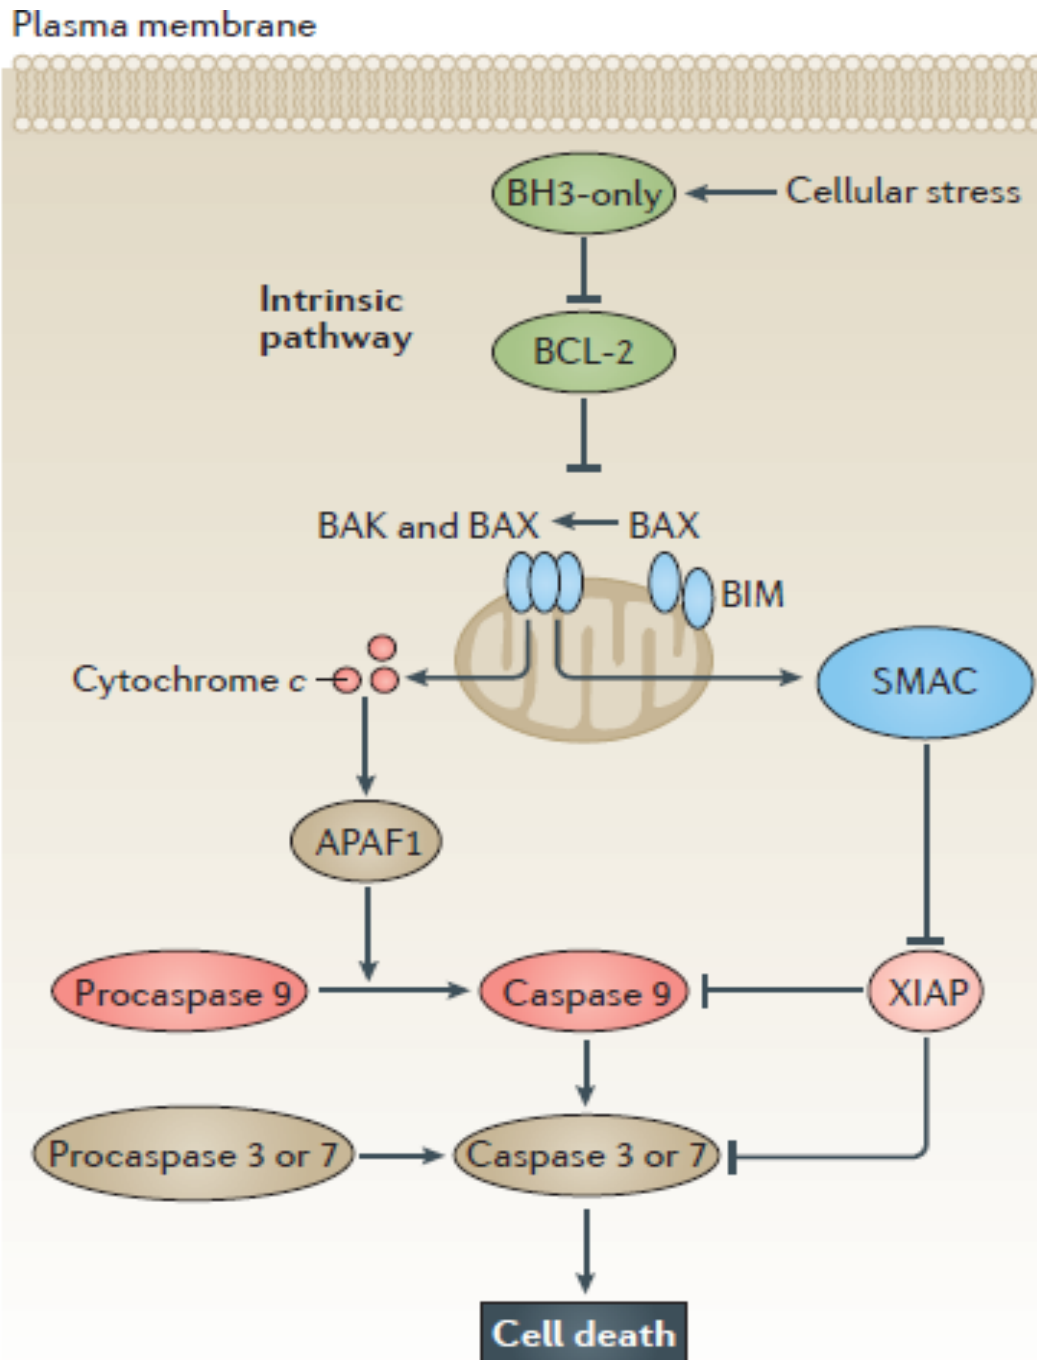 Plasma membrane
BH3-only
Cellular stress
Intrinsic
pathway
BCL-2
BAK and BAX
BAX
BIM
Cytochrome c
SMAC
APAF1
Procaspase 9
Caspase 9
XIAP
Procaspase 3 or 7
Caspase 3 or 7
Cell death